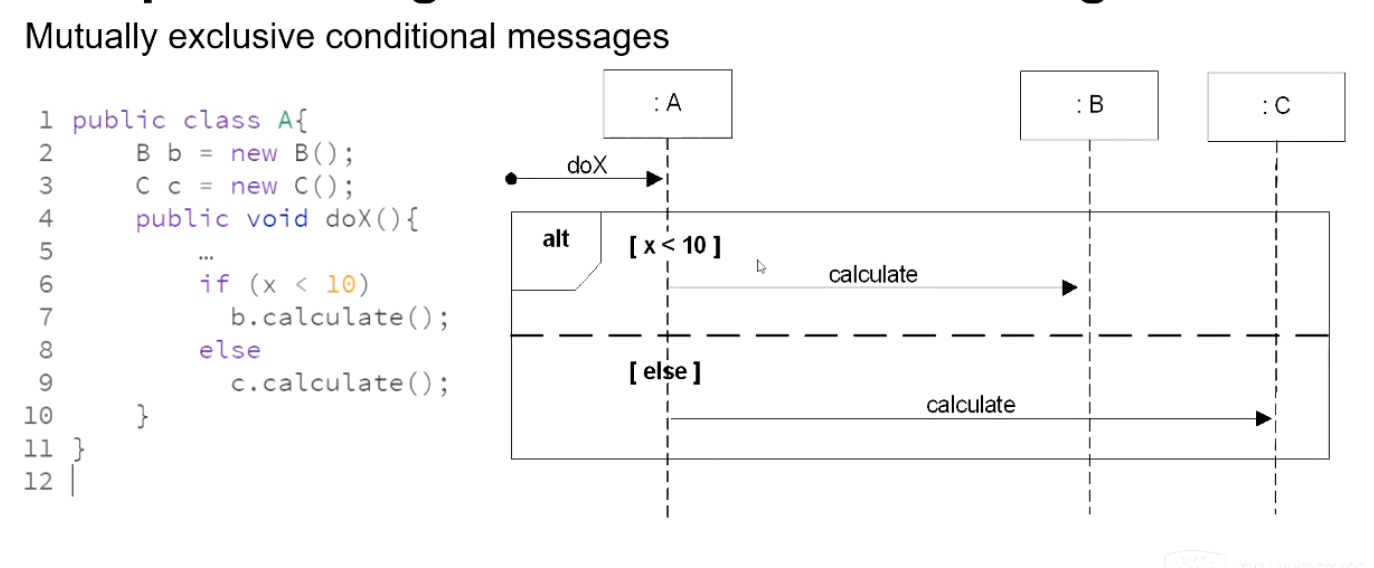 Mutually exclusive conditional messages
1 public class A{
2 B b = new B();
3 C c = new C();
4 public void doX(){
5 …
6 if (x < 10)
7 b.calculate();
8 else
9 c.calculate();
10 }
11 }
12
: A
: B
: C
doX
alt
[ x < 10 ]
calculate
[ else ]
calculate